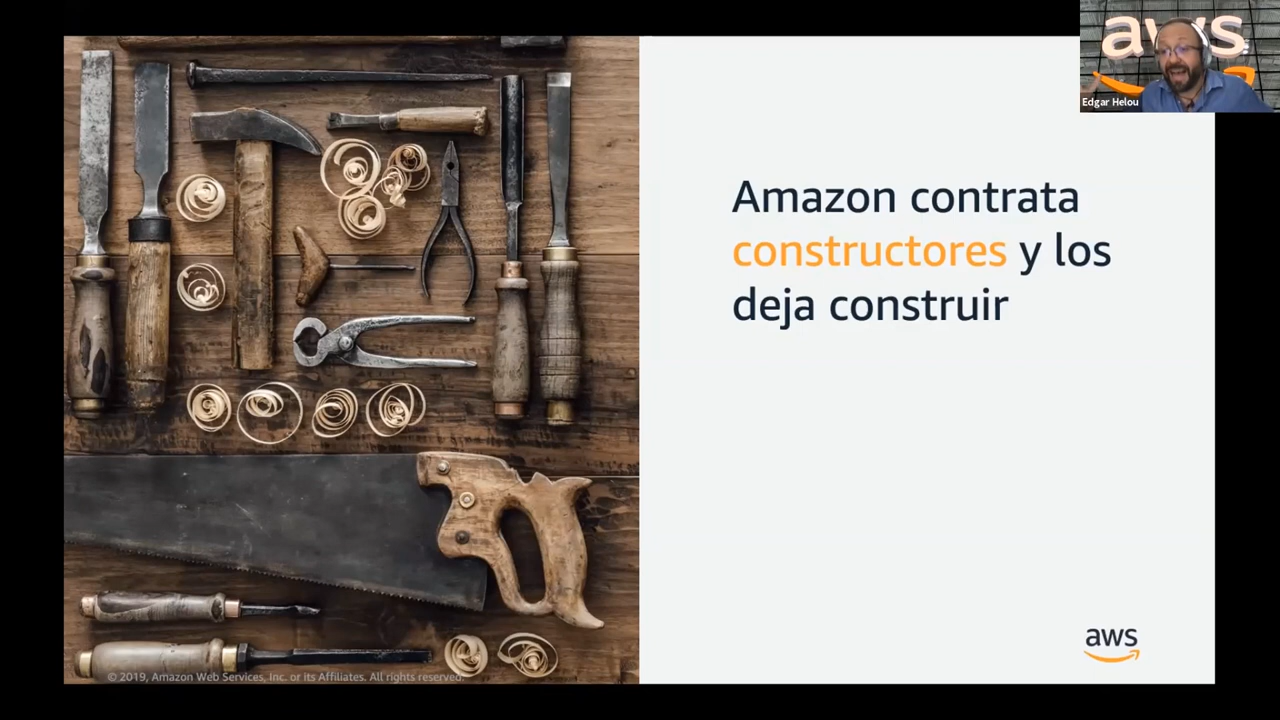 aws
Edgar Helou
Amazon contrata
constructores y los
deja construir
aws
© 2019, Amazon Web Services, Inc. or its Affiliates. All rights reserved.